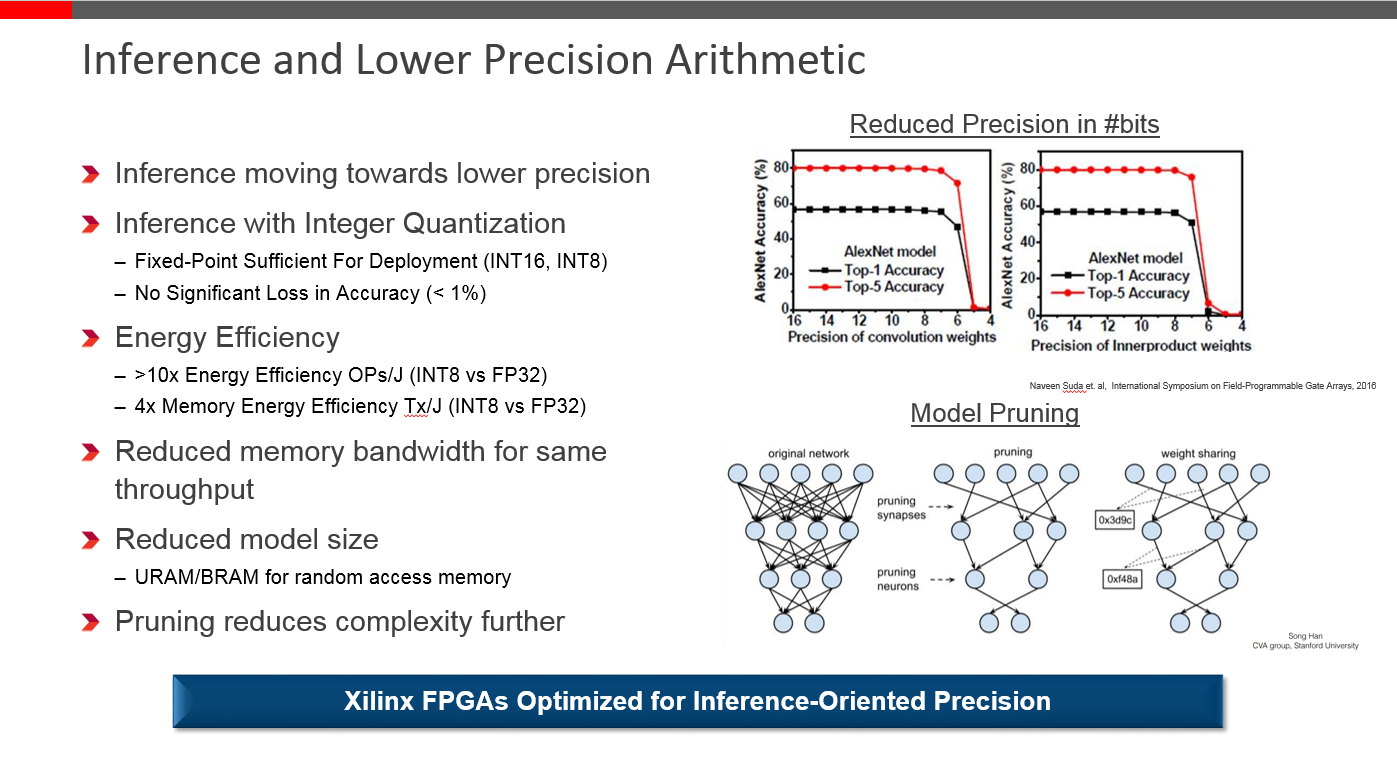 Inference and Lower Precision Arithmetic
Inference moving towards lower precision
Inference with Integer Quantization
– Fixed-Point Sufficient For Deployment (INT16, INT8)
– No Significant Loss in Accuracy (< 1%)
Energy Efficiency
– >10x Energy Efficiency OPs/J (INT8 vs FP32)
– 4x Memory Energy Efficiency Tx/J (INT8 vs FP32)
Reduced memory bandwidth for same
throughput
Reduced model size
– URAM/BRAM for random access memory
Pruning reduces complexity further
Reduced Precision in #bits
AlexNet Accuracy (%)
80
60
40
20
0
AlexNet model
Top-1 Accuracy
Top-5 Accuracy
16 14 12 10 8 6 4
Precision of convolution weights
AlexNet Accuracy (%)
80
60
40
20
0
AlexNet model
Top-1 Accuracy
Top-5 Accuracy
16 14 12 10 8 6 4
Precision of Innerproduct weights
Naveen Suda et. al, International Symposium on Field-Programmable Gate Arrays, 2016
Model Pruning
original network
pruning
weight sharing
pruning
synapses
pruning
neurons
0x3d9c
0xf48a
Song Han
CVA group, Stanford University
Xilinx FPGAs Optimized for Inference-Oriented Precision